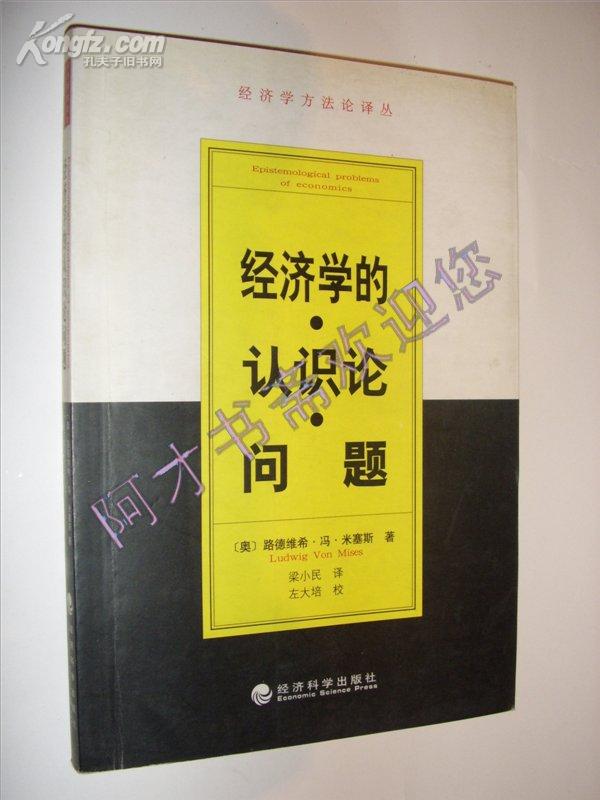 Kongfz.com
孔夫子旧书网
经济学方法论译丛
Epistemological problems
of economics
经济学的
·
认识论
·
问 题
〔奥〕路德维希·冯·米塞斯 著
Ludwig Von Mises
梁小民 译
左大培 校
经济科学出版社
Economic Science Press
阿才书斋欢迎您